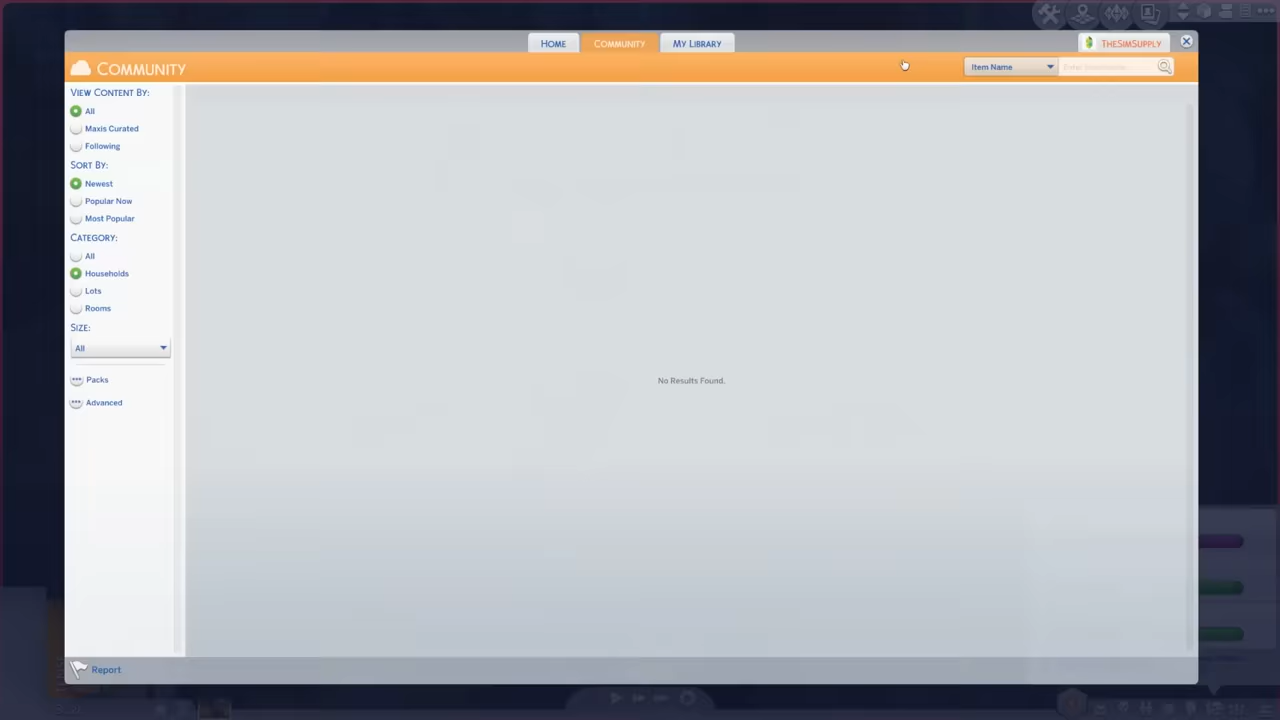 HOME
COMMUNITY
MY LIBRARY
THESIMSUPPLY
COMMUNITY
Item Name
VIEW CONTENT BY:
All
Maxis Curated
Following
SORT BY:
Newest
Popular Now
Most Popular
CATEGORY:
All
Households
Lots
Rooms
SIZE:
All
Packs
Advanced
No Results Found.
Report